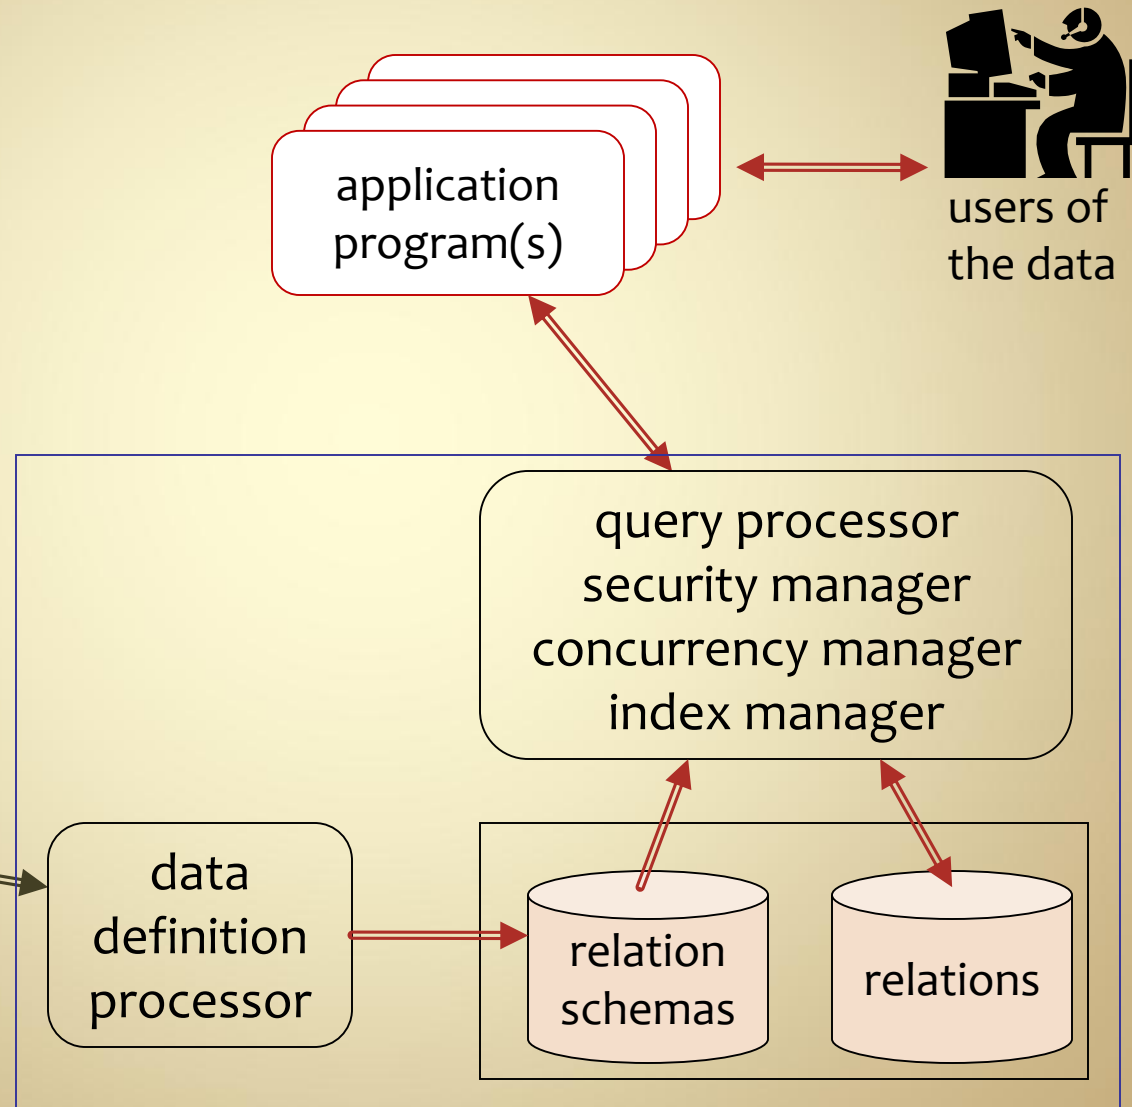 application
program(s)
users of
the data
query processor
security manager
concurrency manager
index manager
data
definition
processor
relation
schemas
relations